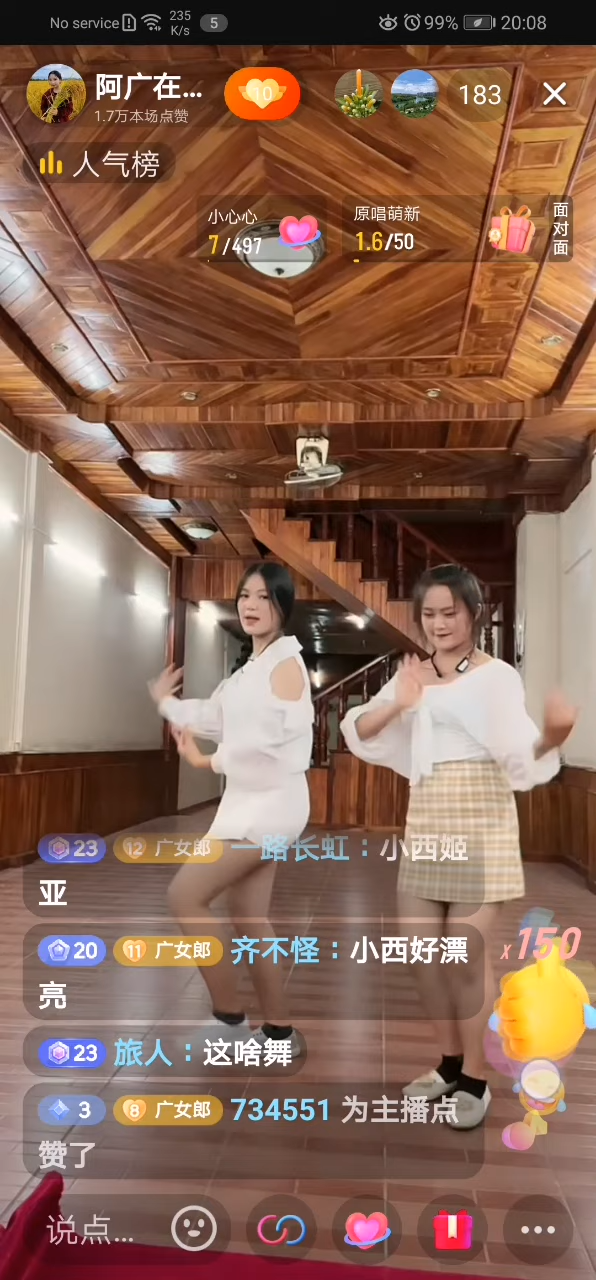 No service 235 K/s 5 99% 20:08
阿广在... 10 183
1.7万本场点赞
人气榜
小心心 7/497
原唱萌新 1.6/50
面对面
23 12 广女郎 一路长虹：小西姬
亚
20 11 广女郎 齐不怪：小西好漂
亮
23 旅人：这啥舞
3 8 广女郎 734551 为主播点
赞了
x150
说点...